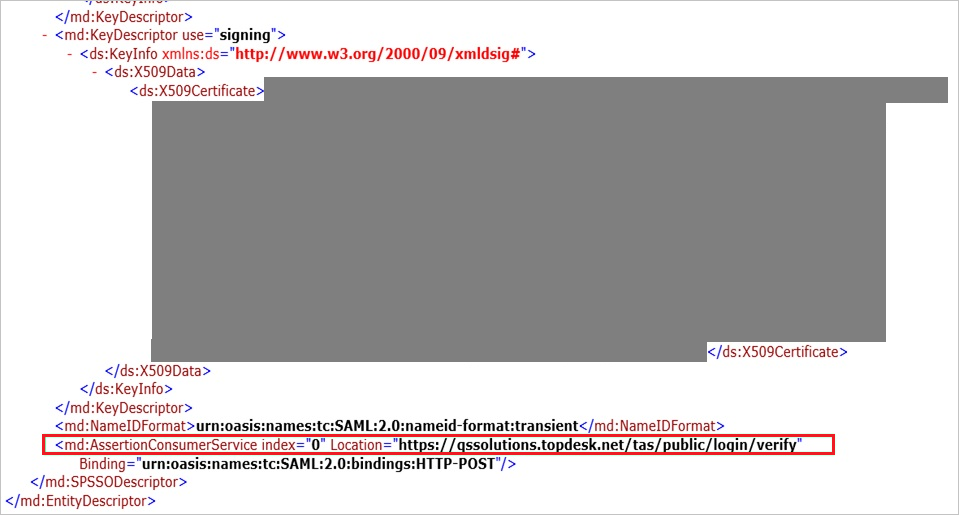 </ds:KeyInfo>
</md:KeyDescriptor>
- <md:KeyDescriptor use="signing">
- <ds:KeyInfo xmlns:ds="http://www.w3.org/2000/09/xmldsig#">
- <ds:X509Data>
<ds:X509Certificate>
</ds:X509Certificate>
</ds:X509Data>
</ds:KeyInfo>
</md:KeyDescriptor>
<md:NameIDFormat>urn:oasis:names:tc:SAML:2.0:nameid-format:transient</md:NameIDFormat>
<md:AssertionConsumerService index="0" Location="https://qssolutions.topdesk.net/tas/public/login/verify"
Binding="urn:oasis:names:tc:SAML:2.0:bindings:HTTP-POST"/>
</md:SPSSODescriptor>
</md:EntityDescriptor>